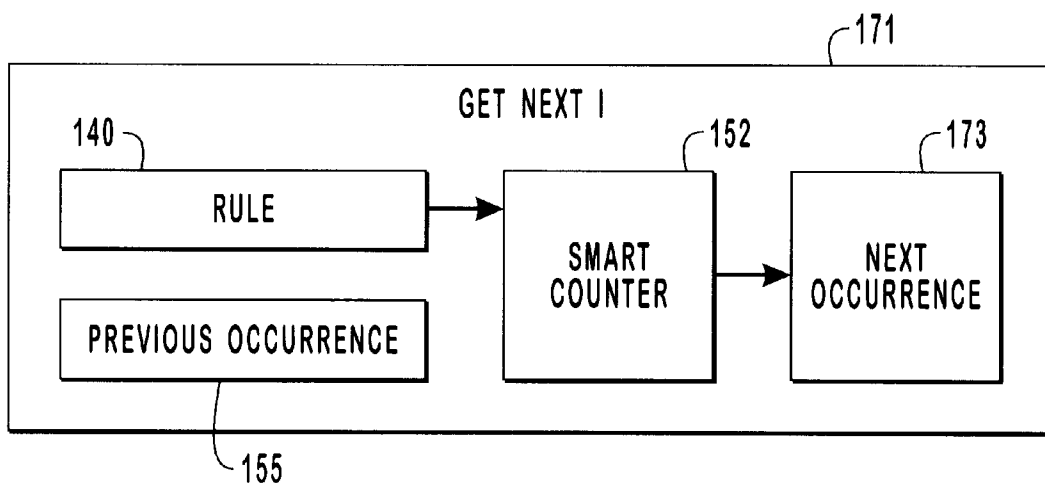 171
GET NEXT I
140
152
173
RULE
SMART
COUNTER
NEXT
OCCURRENCE
PREVIOUS OCCURRENCE
155